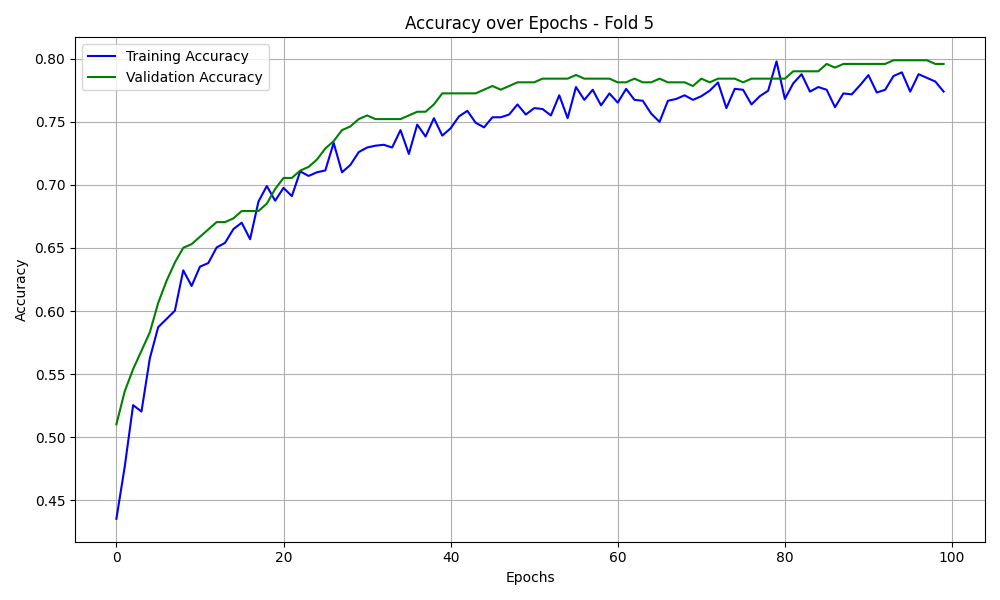 Accuracy over Epochs - Fold 5
Training Accuracy
Validation Accuracy
Accuracy
0.80
0.75
0.70
0.65
0.60
0.55
0.50
0.45
0 20 40 60 80 100
Epochs